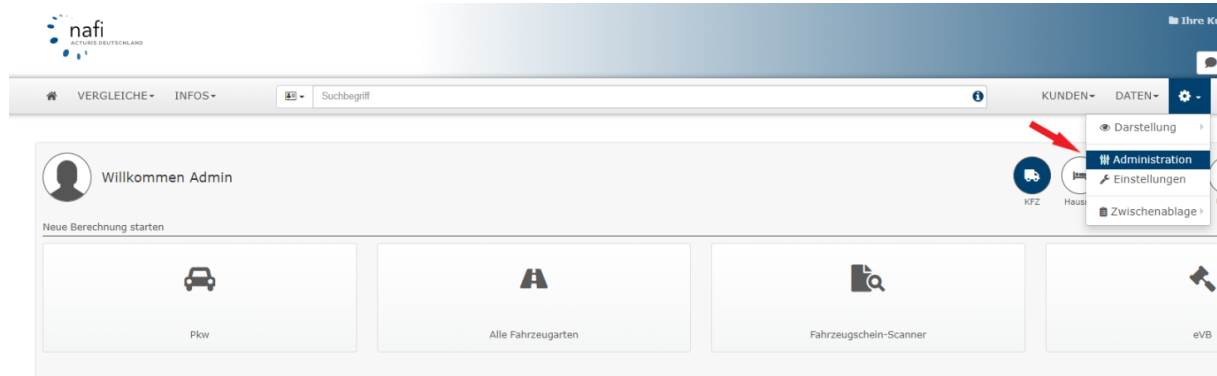 nafi
ACTURIS DEUTSCHLAND
Ihre
VERGLEICHE
INFOS
Suchbegriff
KUNDEN
DATEN
Darstellung
Administration
Einstellungen
Zwischenablage
Willkommen Admin
KFZ
Neue Berechnung starten
Pkw
Alle Fahrzeugarten
Fahrzeugschein-Scanner
eVB